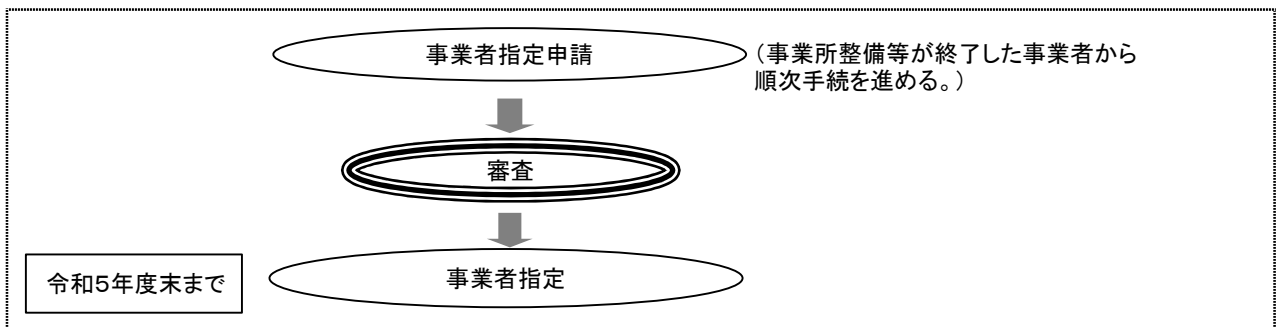 事業者指定申請
（事業所整備等が終了した事業者から
順次手続を進める。）
審査
事業者指定
令和５年度末まで